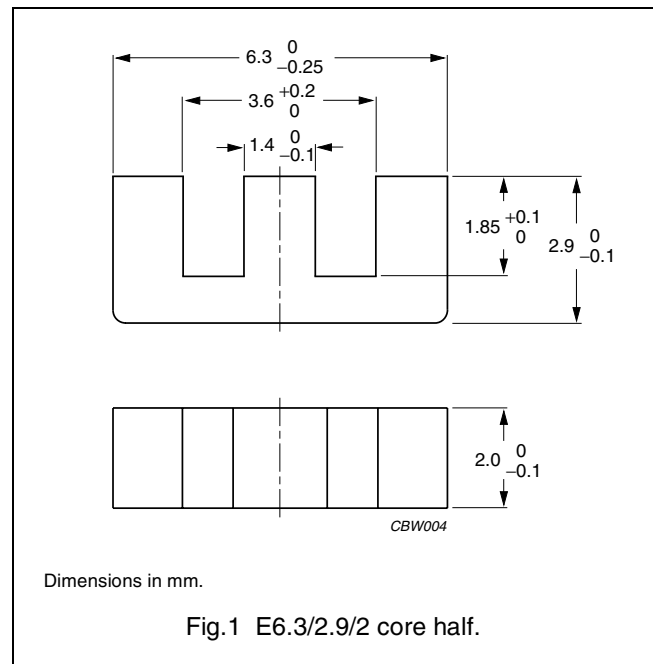 6.3 0 −0.25
3.6 +0.2 0
1.4 0 −0.1
1.85 +0.1 0
2.9 0 −0.1
2.0 0 −0.1
CBW004
Dimensions in mm.
Fig.1 E6.3/2.9/2 core half.